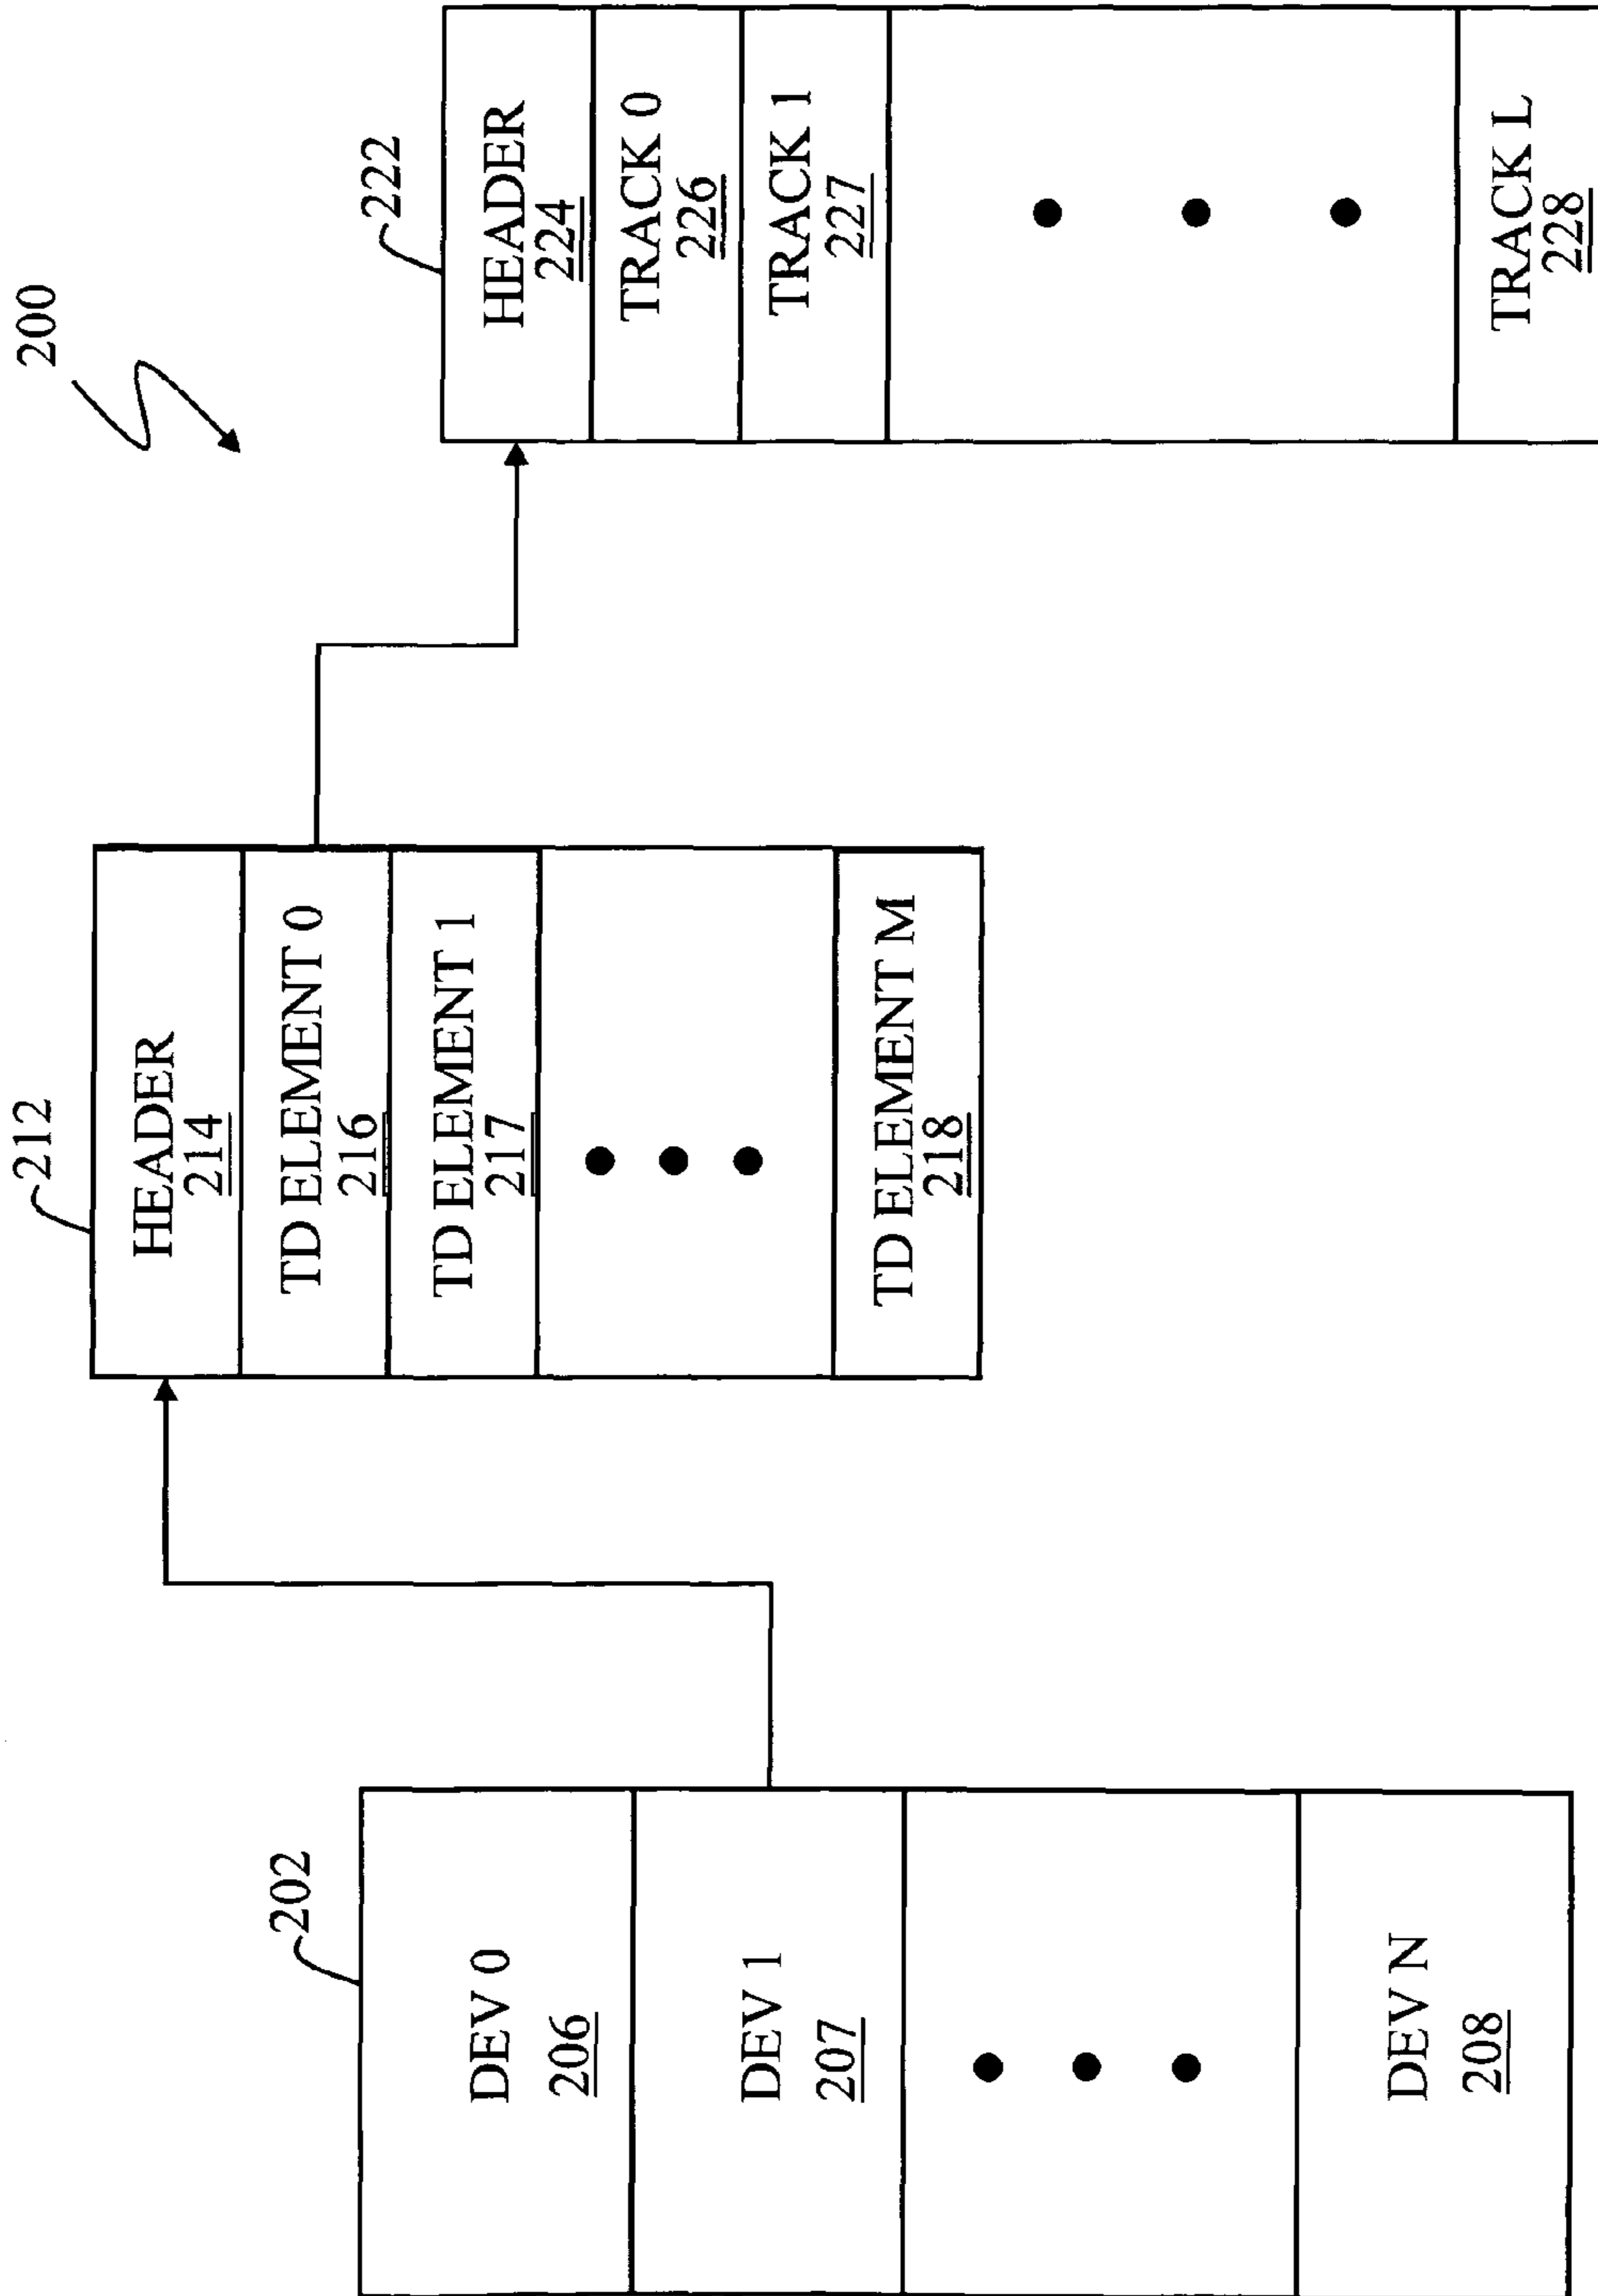 200
202
DEV 0
206
DEV 1
207
DEV N
208
212
HEADER
214
TD ELEMENT 0
216
TD ELEMENT 1
217
TD ELEMENT M
218
222
HEADER
224
TRACK 0
226
TRACK 1
227
TRACK L
228